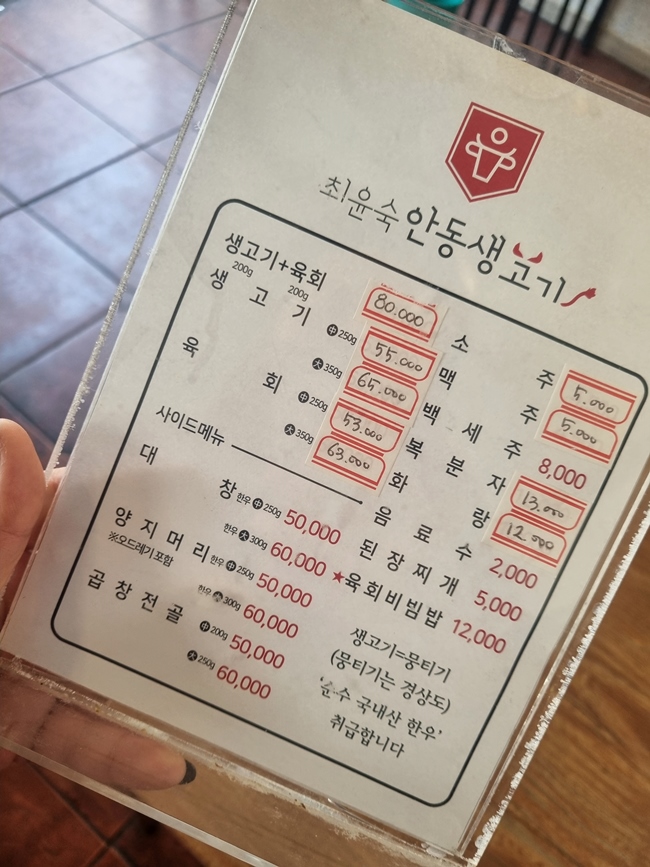 최윤숙 안동생고기
생고기+육회 80.000
200g 200g
생고기 中 250g 55.000
大 350g 65.000
육회 中 250g 53.000
大 350g 63.000
사이드메뉴
대창 한우 中 250g 50,000
한우 大 300g 60,000
양지머리 한우 中 250g 50,000
※오드레기 포함
한우 大 300g 60,000
곱창전골 中 200g 50,000
大 250g 60,000
소주 5.000
맥주 5.000
백세주 8,000
복분자 13.000
화랑 12.000
음료수 2,000
된장찌개 5,000
★육회비빔밥 12,000
생고기=뭉티기
(뭉티기는 경상도)
'순수 국내산 한우'
취급합니다